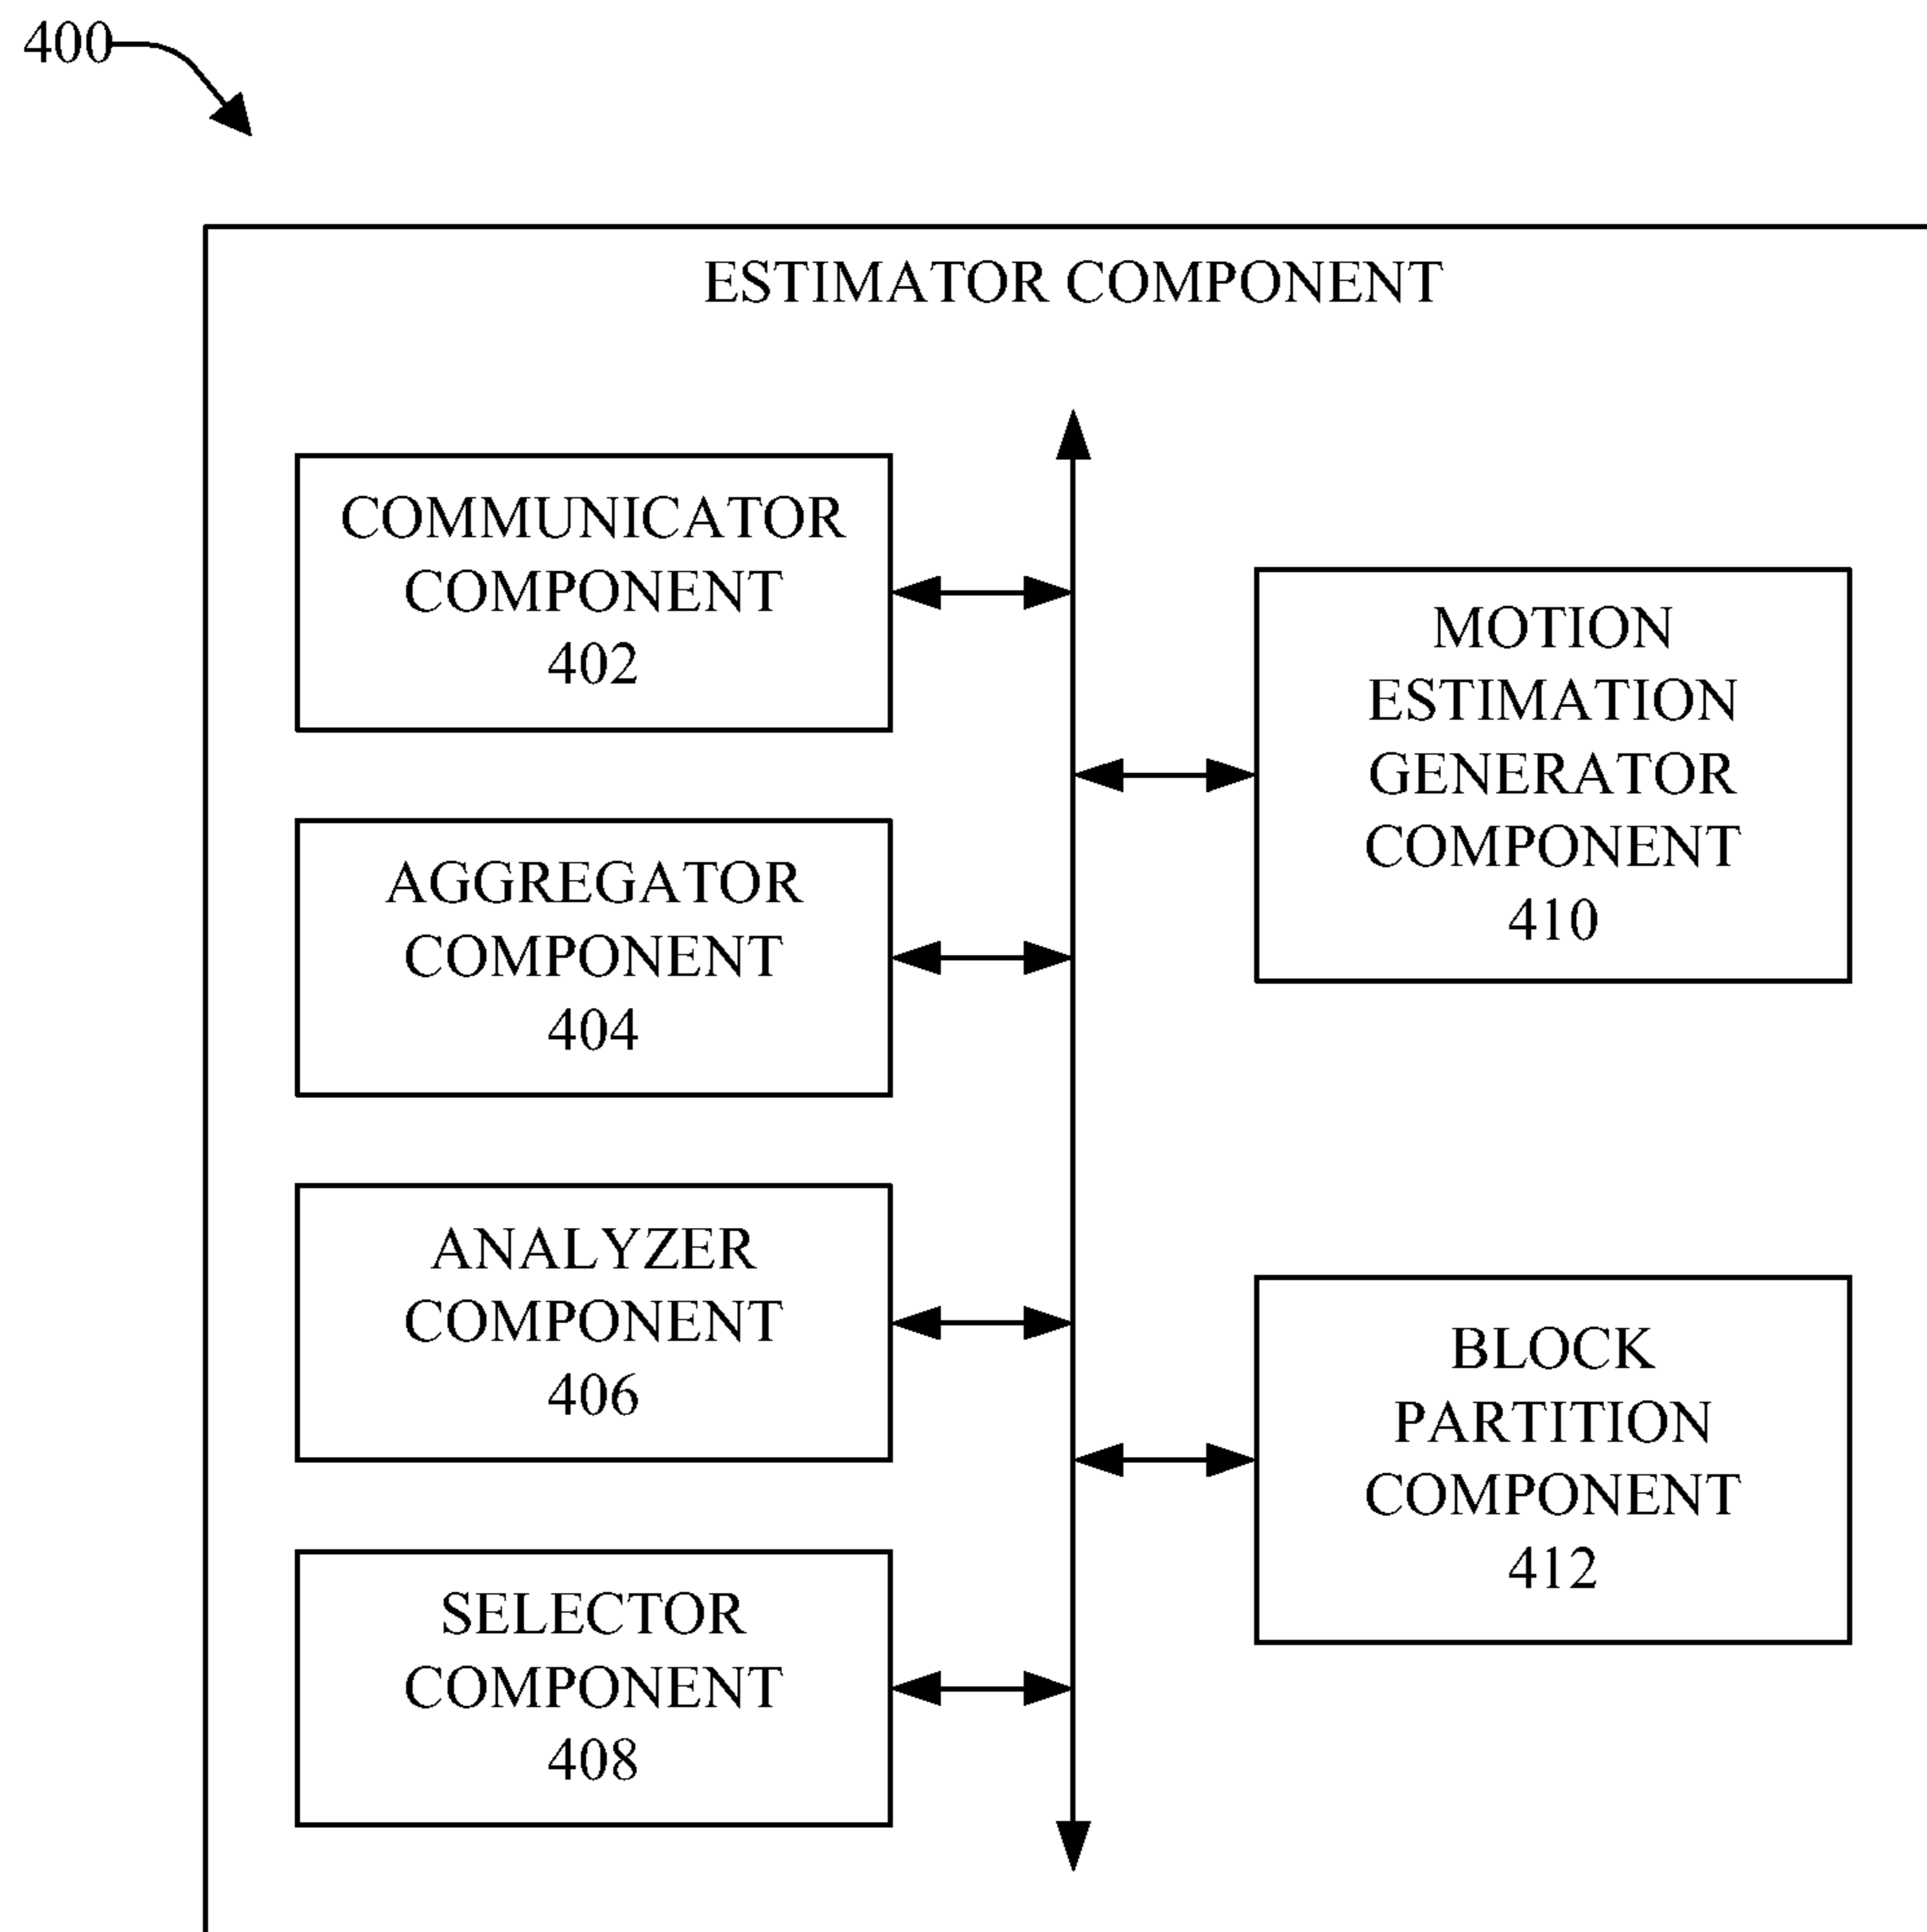 400
ESTIMATOR COMPONENT
COMMUNICATOR
COMPONENT
402
AGGREGATOR
COMPONENT
404
ANALYZER
COMPONENT
406
SELECTOR
COMPONENT
408
MOTION
ESTIMATION
GENERATOR
COMPONENT
410
BLOCK
PARTITION
COMPONENT
412